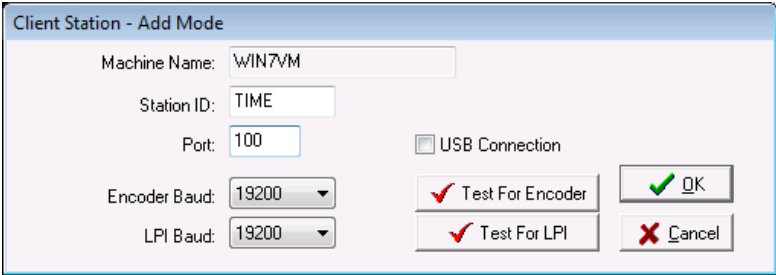 Client Station - Add Mode
Machine Name: WIN7VM
Station ID: TIME
Port: 100
USB Connection
Encoder Baud: 19200
Test For Encoder
OK
LPI Baud: 19200
Test For LPI
Cancel